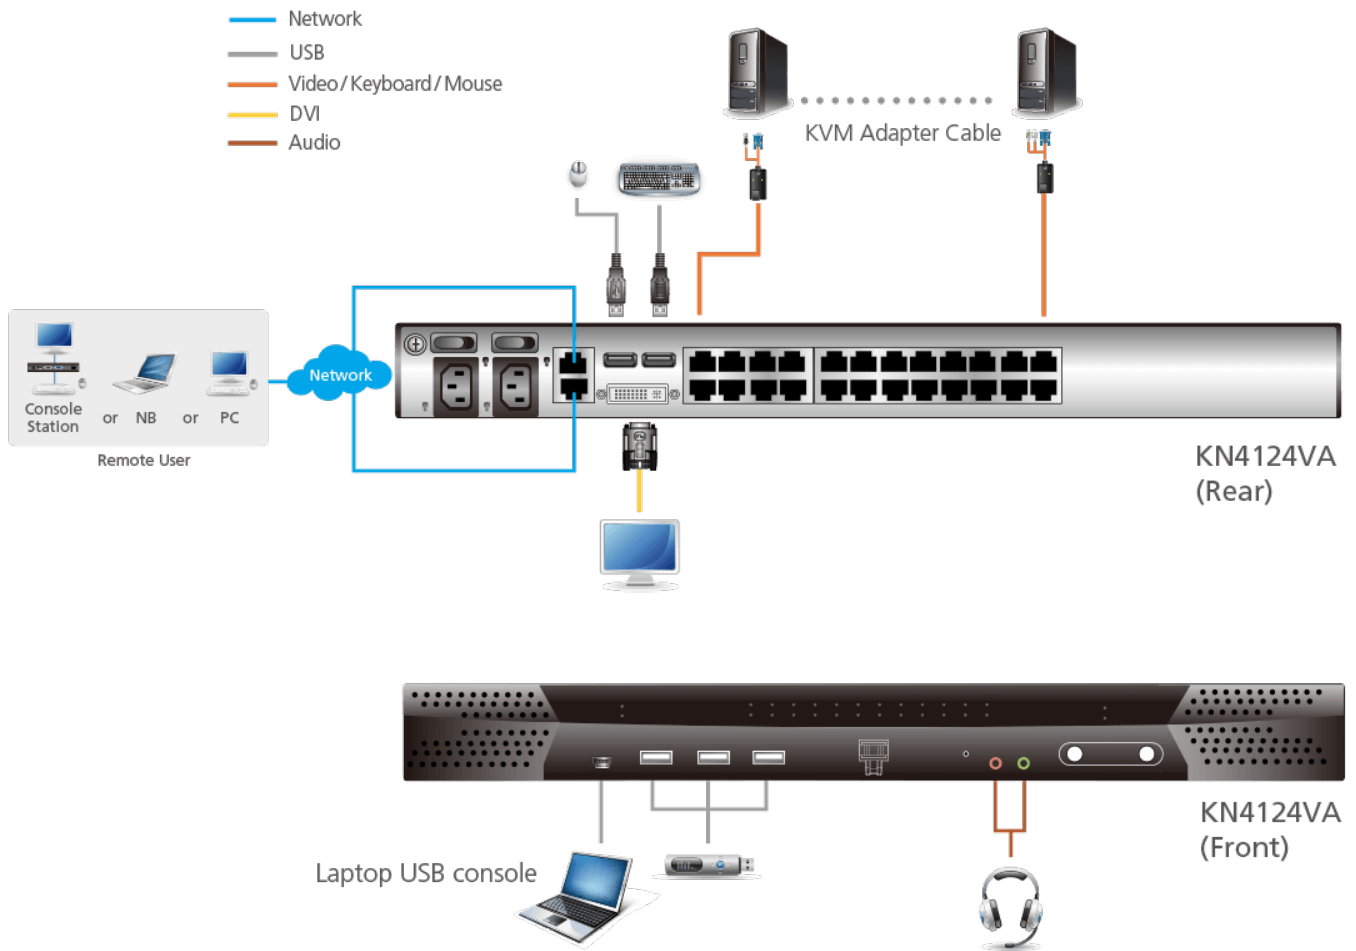 Network
USB
Video/Keyboard/Mouse
DVI
Audio
KVM Adapter Cable
Network
Console
Station
or
NB
or
PC
Remote User
KN4124VA
(Rear)
KN4124VA
(Front)
Laptop USB console